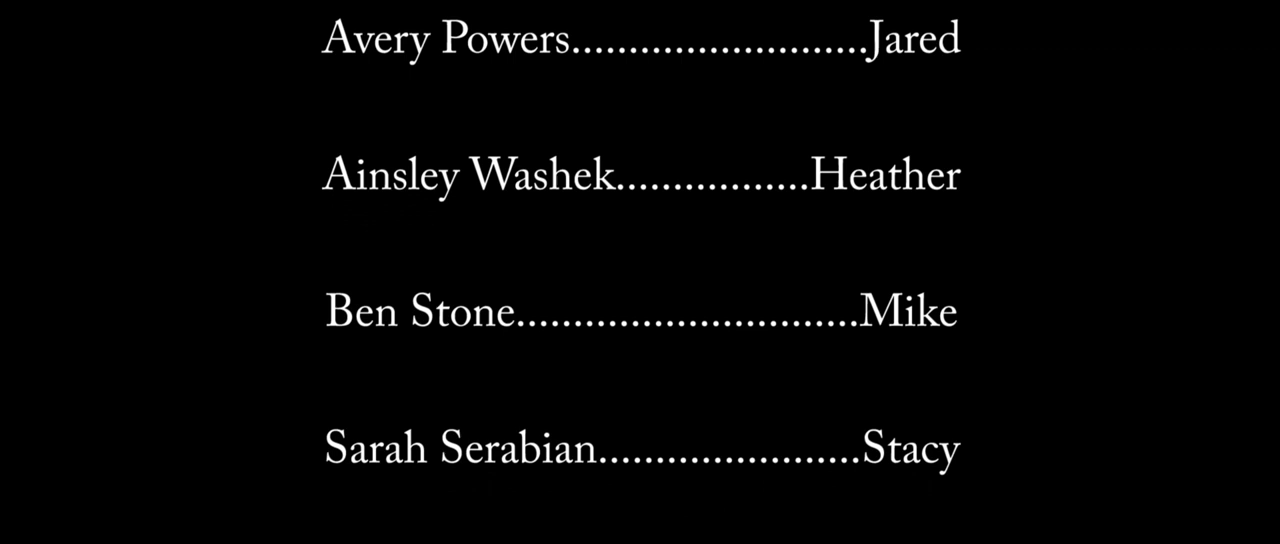 Avery Powers.........................Jared
Ainsley Washek.................Heather
Ben Stone.............................Mike
Sarah Serabian......................Stacy